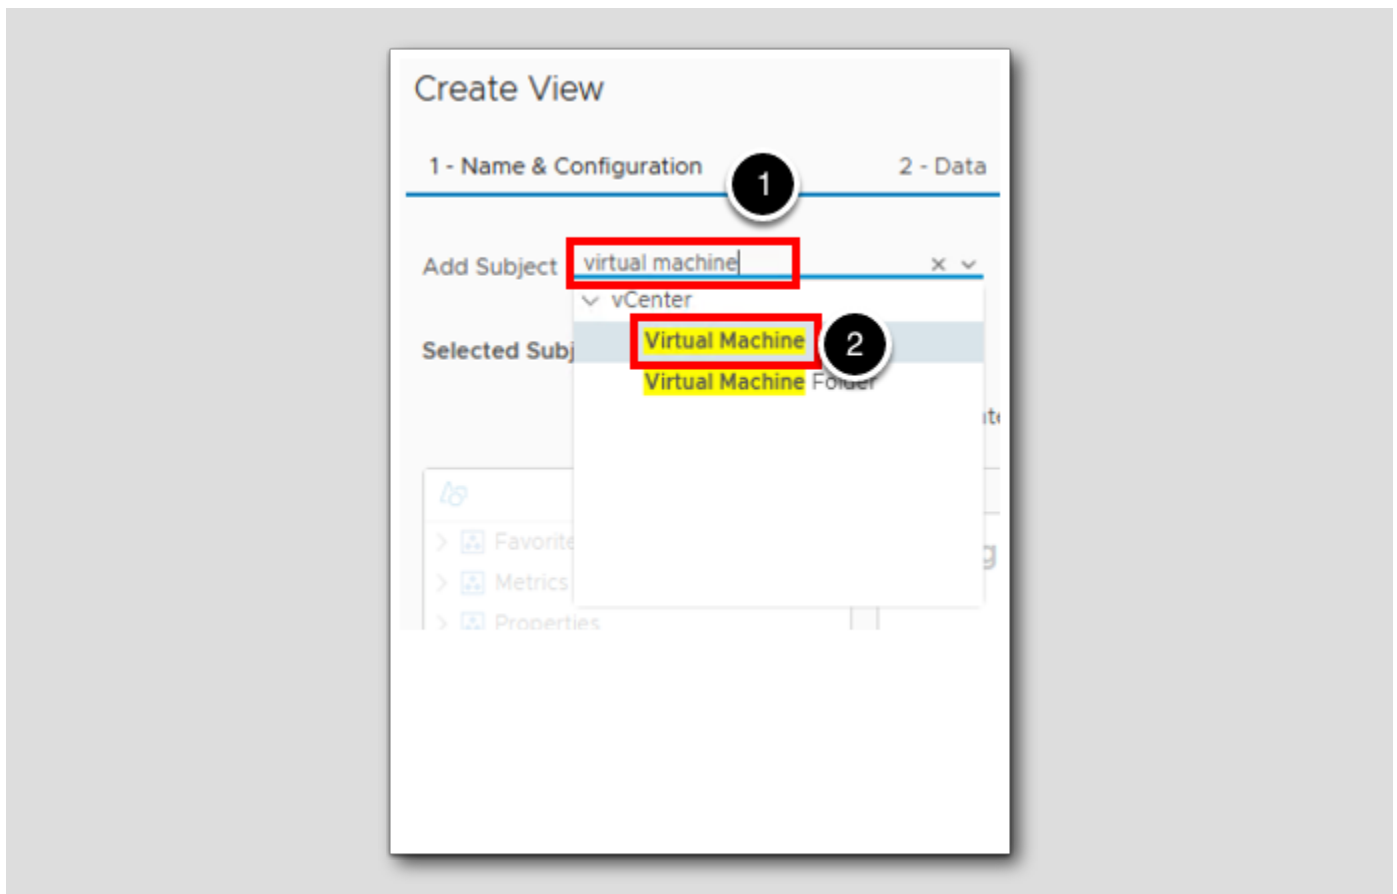 Create View
1 - Name & Configuration
1
2 - Data
Add Subject
virtual machine
vCenter
Virtual Machine
2
Selected Subj
Virtual Machine Folder
Favorite
Metrics
Properties